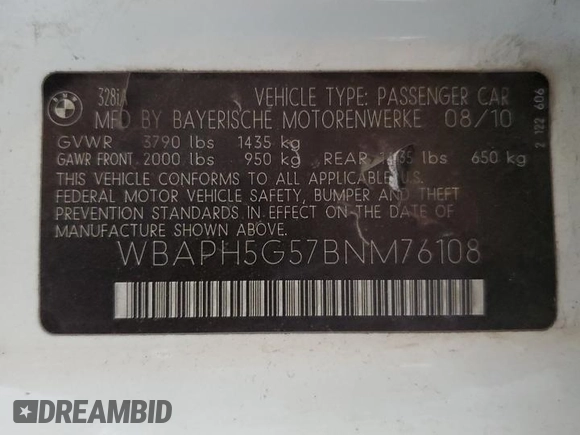 BMW
328iA VEHICLE TYPE: PASSENGER CAR
MFD BY BAYERISCHE MOTORENWERKE 08/10
GVWR 3790 lbs 1435 kg
GAWR FRONT 2000 lbs 950 kg REAR lbs 650 kg
THIS VEHICLE CONFORMS TO ALL APPLICABLE US
FEDERAL MOTOR VEHICLE SAFETY, BUMPER AND THEFT
PREVENTION STANDARDS IN EFFECT ON THE DATE OF
MANUFACTURE SHOWN ABOVE.
WBAPH5G57BNM76108
2 122 606
DREAMBID